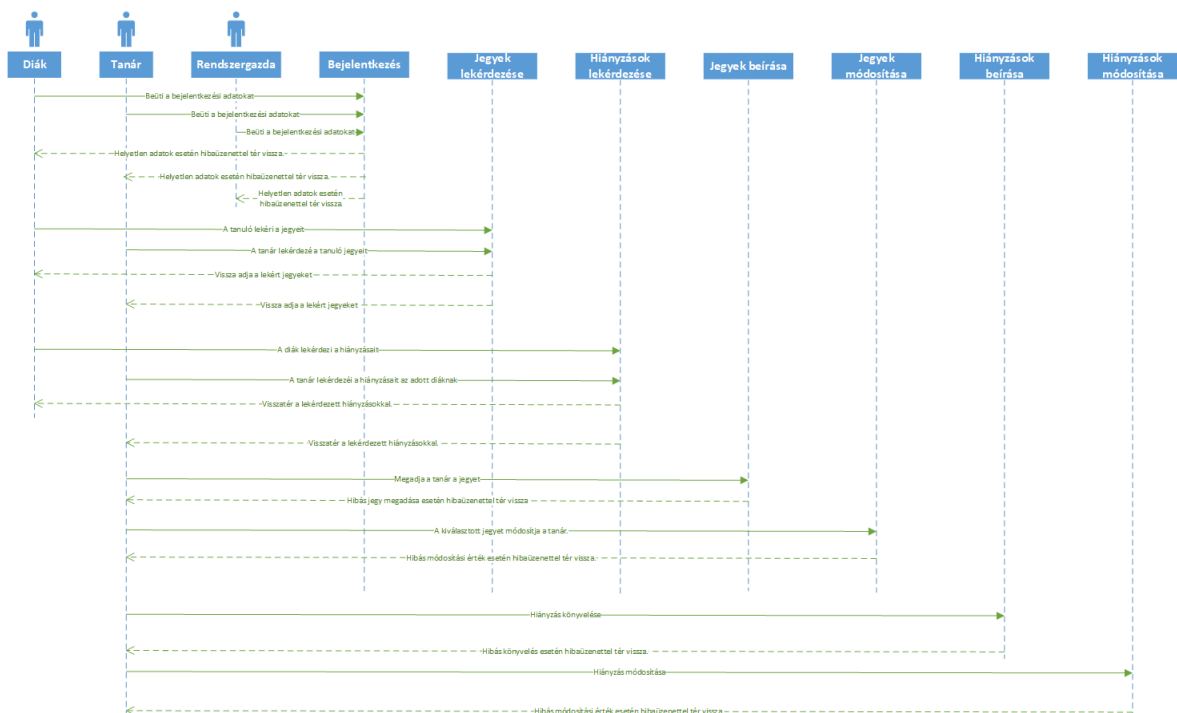 Diák
Tanár
Rendszergazda
Bejelentkezés
Jegyek
lekérdezése
Hiányzások
lekérdezése
Jegyek beírása
Jegyek
módosítása
Hiányzások
beírása
Hiányzások
módosítása
Beüti a bejelentkezési adatokat
Beüti a bejelentkezési adatokat
Beüti a bejelentkezési adatokat
Helyetlen adatok esetén hibaüzenettel tér vissza.
Helyetlen adatok esetén hibaüzenettel tér vissza.
Helyetlen adatok esetén
hibaüzenettel tér vissza.
A tanuló lekéri a jegyeit
A tanár lekérdezé a tanuló jegyeit
Vissza adja a lekért jegyeket
Vissza adja a lekért jegyeket
A diák lekérdezi a hiányzásait
A tanár lekérdezéi a hiányzásait az adott diáknak
Visszatér a lekérdezett hiányzásokkal.
Visszatér a lekérdezett hiányzásokkal.
Megadja a tanár a jegyet
Hibás jegy megadása esetén hibaüzenettel tér vissza
A kiválasztott jegyet módosítja a tanár.
Hibás módosítási érték esetén hibaüzenettel tér vissza.
Hiányzás könyvelése
Hibás könyvelés esetén hibaüzenettel tér vissza.
Hiányzás módosítása
Hibás módosítási érték esetén hibaüzenettel tér vissza